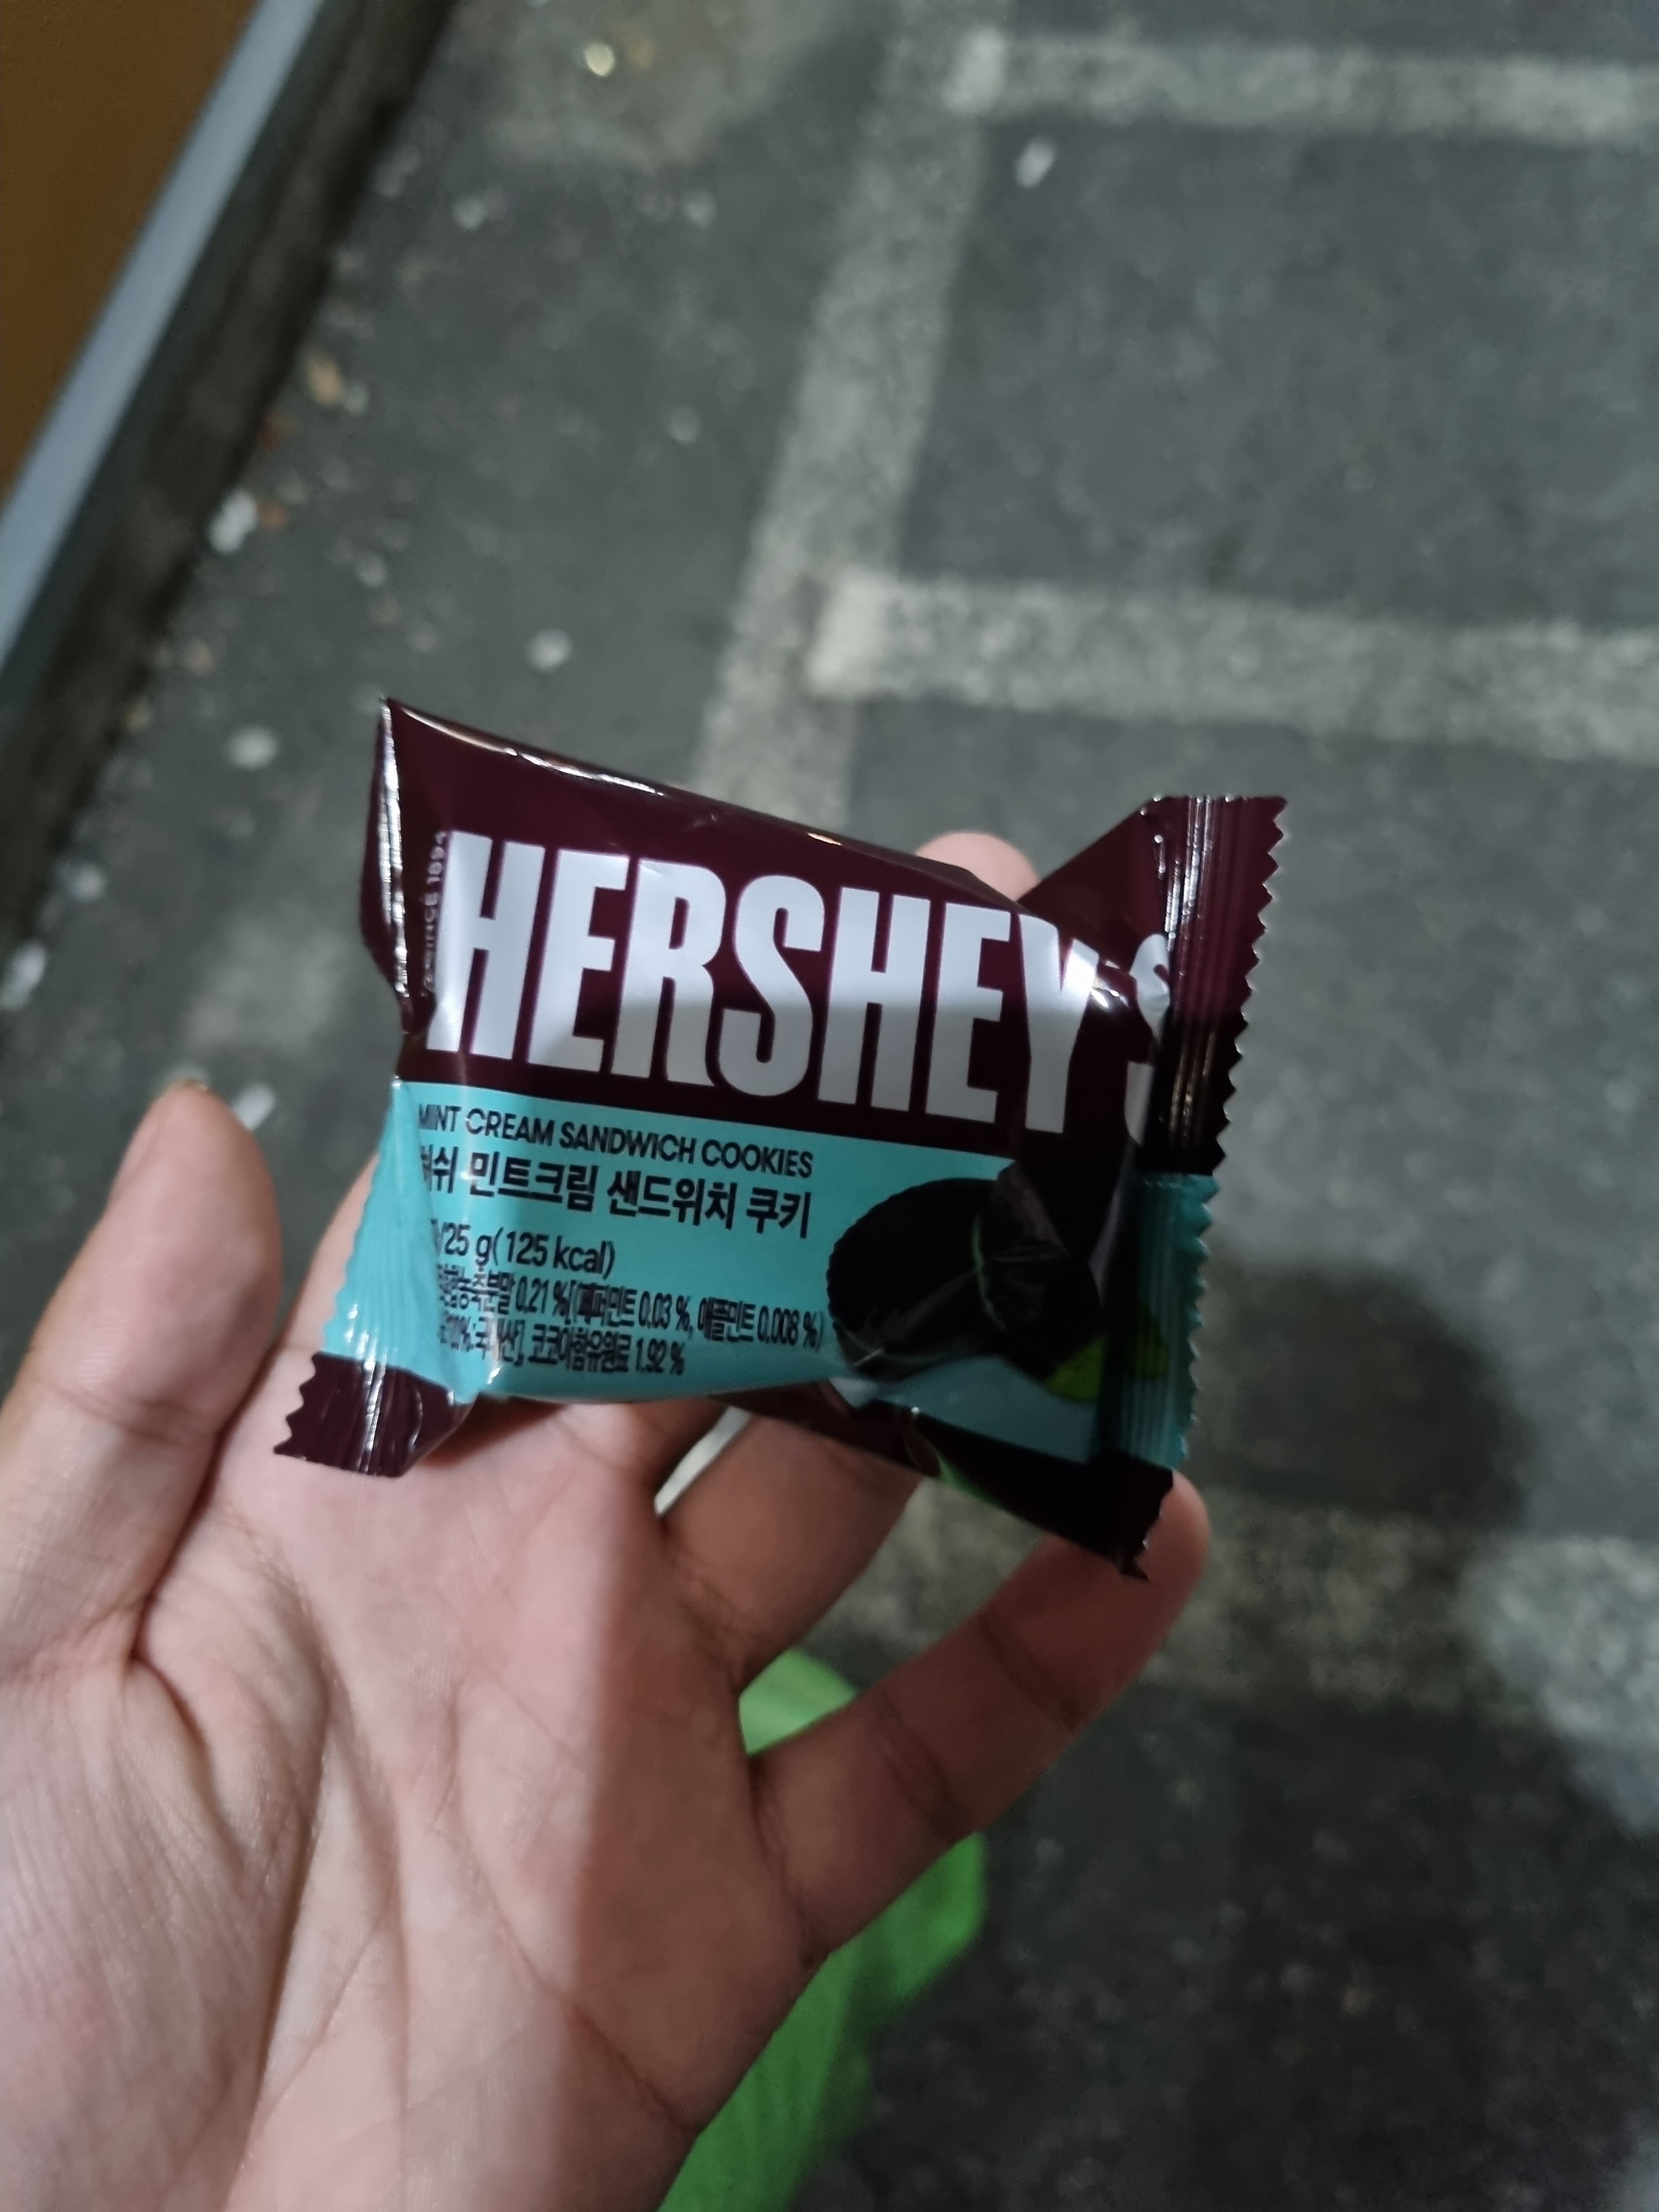 SINCE 1894
HERSHEY'S
MINT CREAM SANDWICH COOKIES
허쉬 민트크림 샌드위치 쿠키
25 g(125 kcal)
0.21 %[(페퍼민트 0.03 %, 애플민트 0.008 %)
코코아함유원료 1.92 %